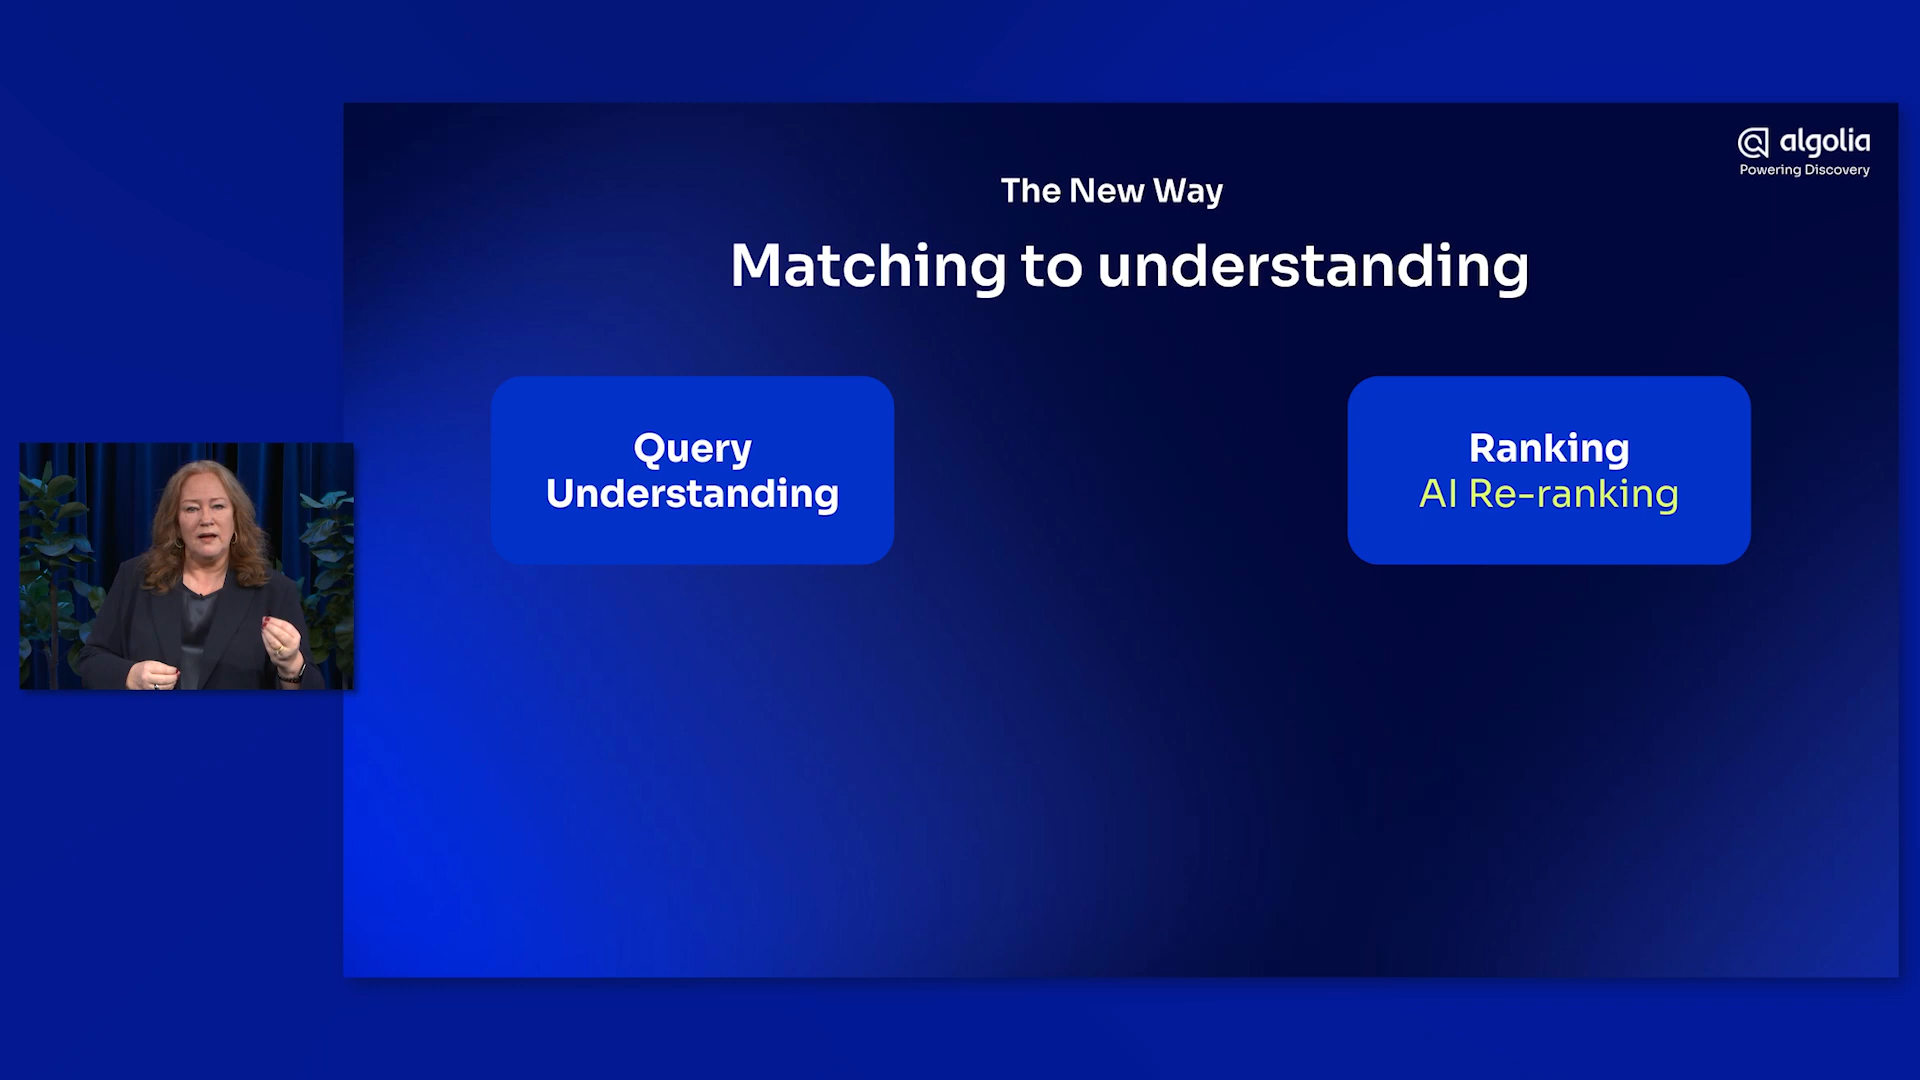 algolia
Powering Discovery
The New Way
Matching to understanding
Query
Understanding
Ranking
AI Re-ranking